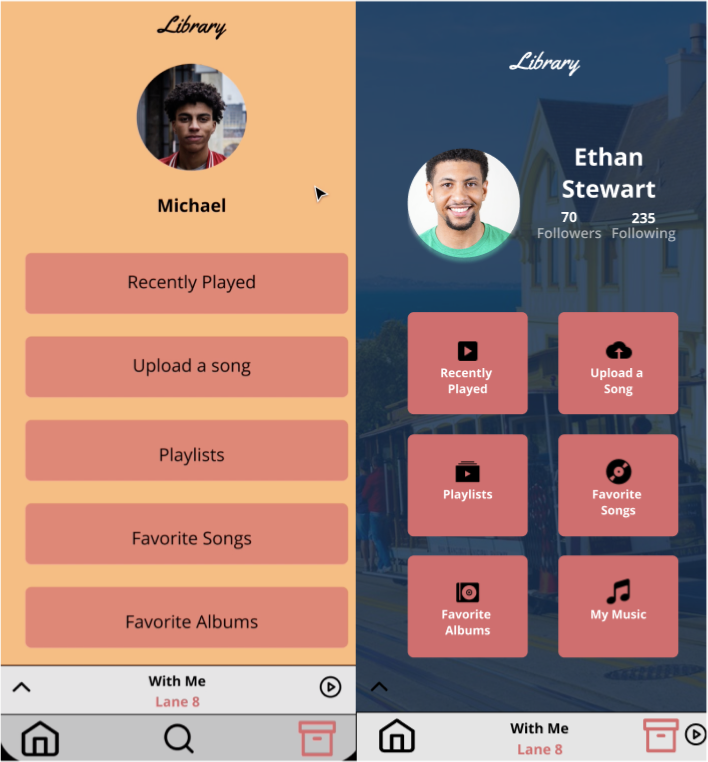 Library
Michael
Recently Played
Upload a song
Playlists
Favorite Songs
Favorite Albums
With Me
Lane 8
Library
Ethan
Stewart
70
Followers
235
Following
Recently
Played
Upload a
Song
Playlists
Favorite
Songs
Favorite
Albums
My Music
With Me
Lane 8